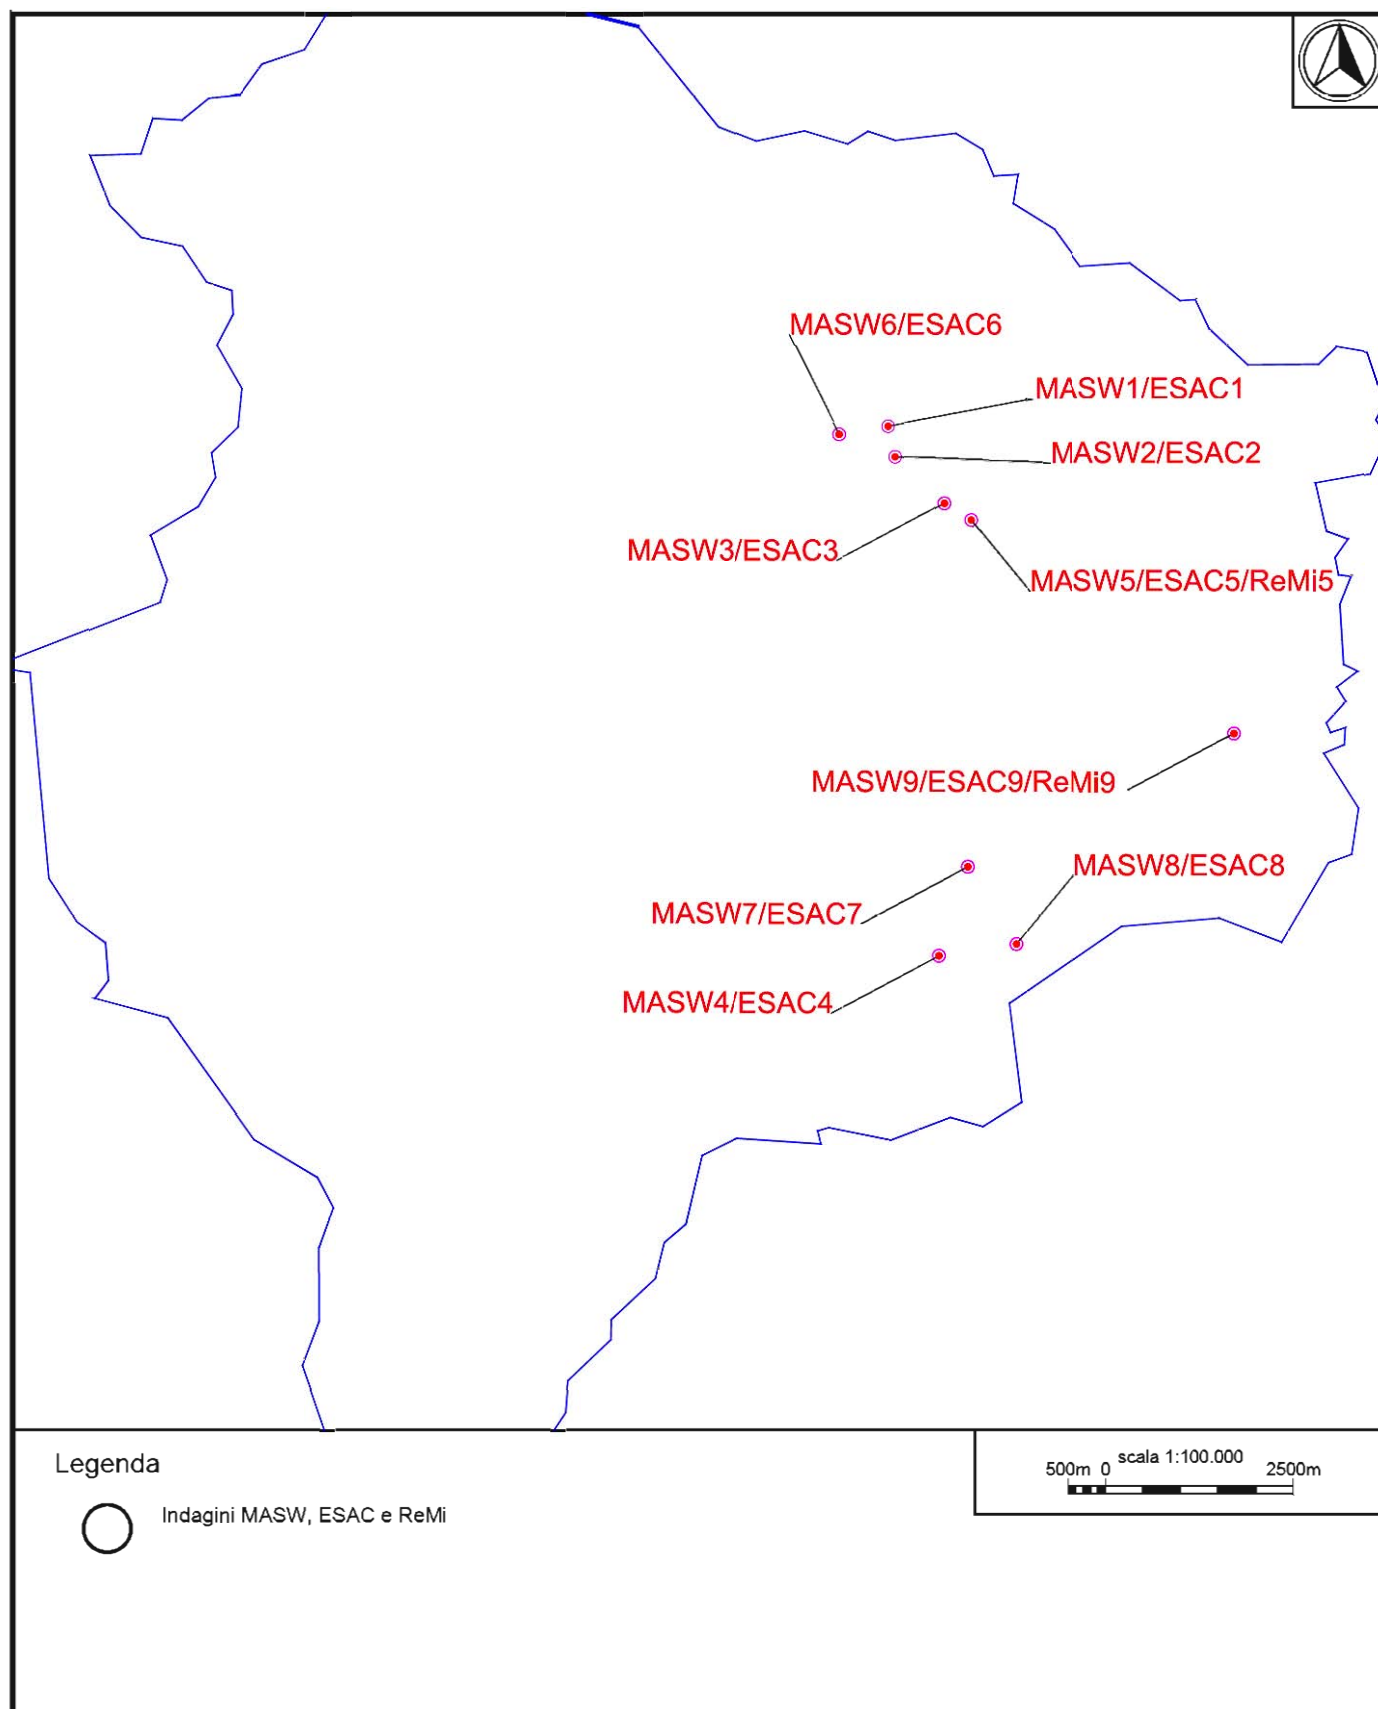 MASW6/ESAC6
MASW1/ESAC1
MASW2/ESAC2
MASW3/ESAC3
MASW5/ESAC5/ReMi5
MASW9/ESAC9/ReMi9
MASW8/ESAC8
MASW7/ESAC7
MASW4/ESAC4
Legenda
Indagini MASW, ESAC e ReMi
scala 1:100.000
500m 0 2500m